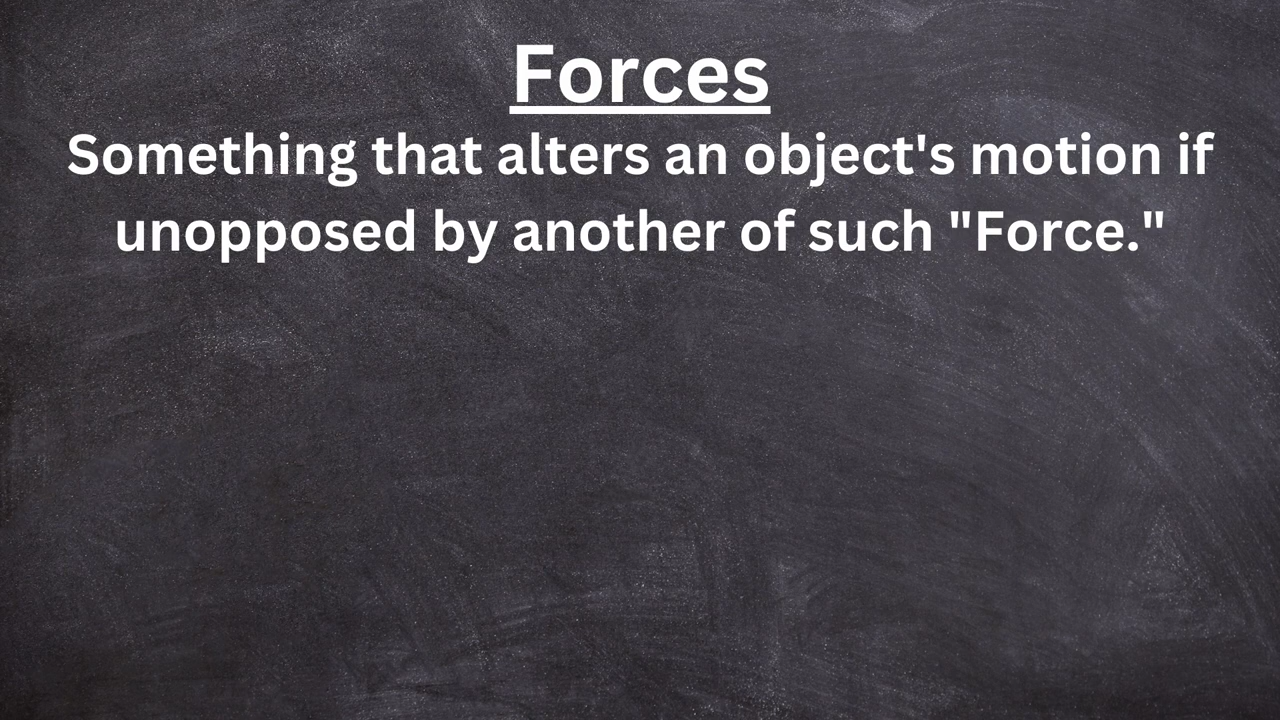 Forces
Something that alters an object's motion if
unopposed by another of such "Force."